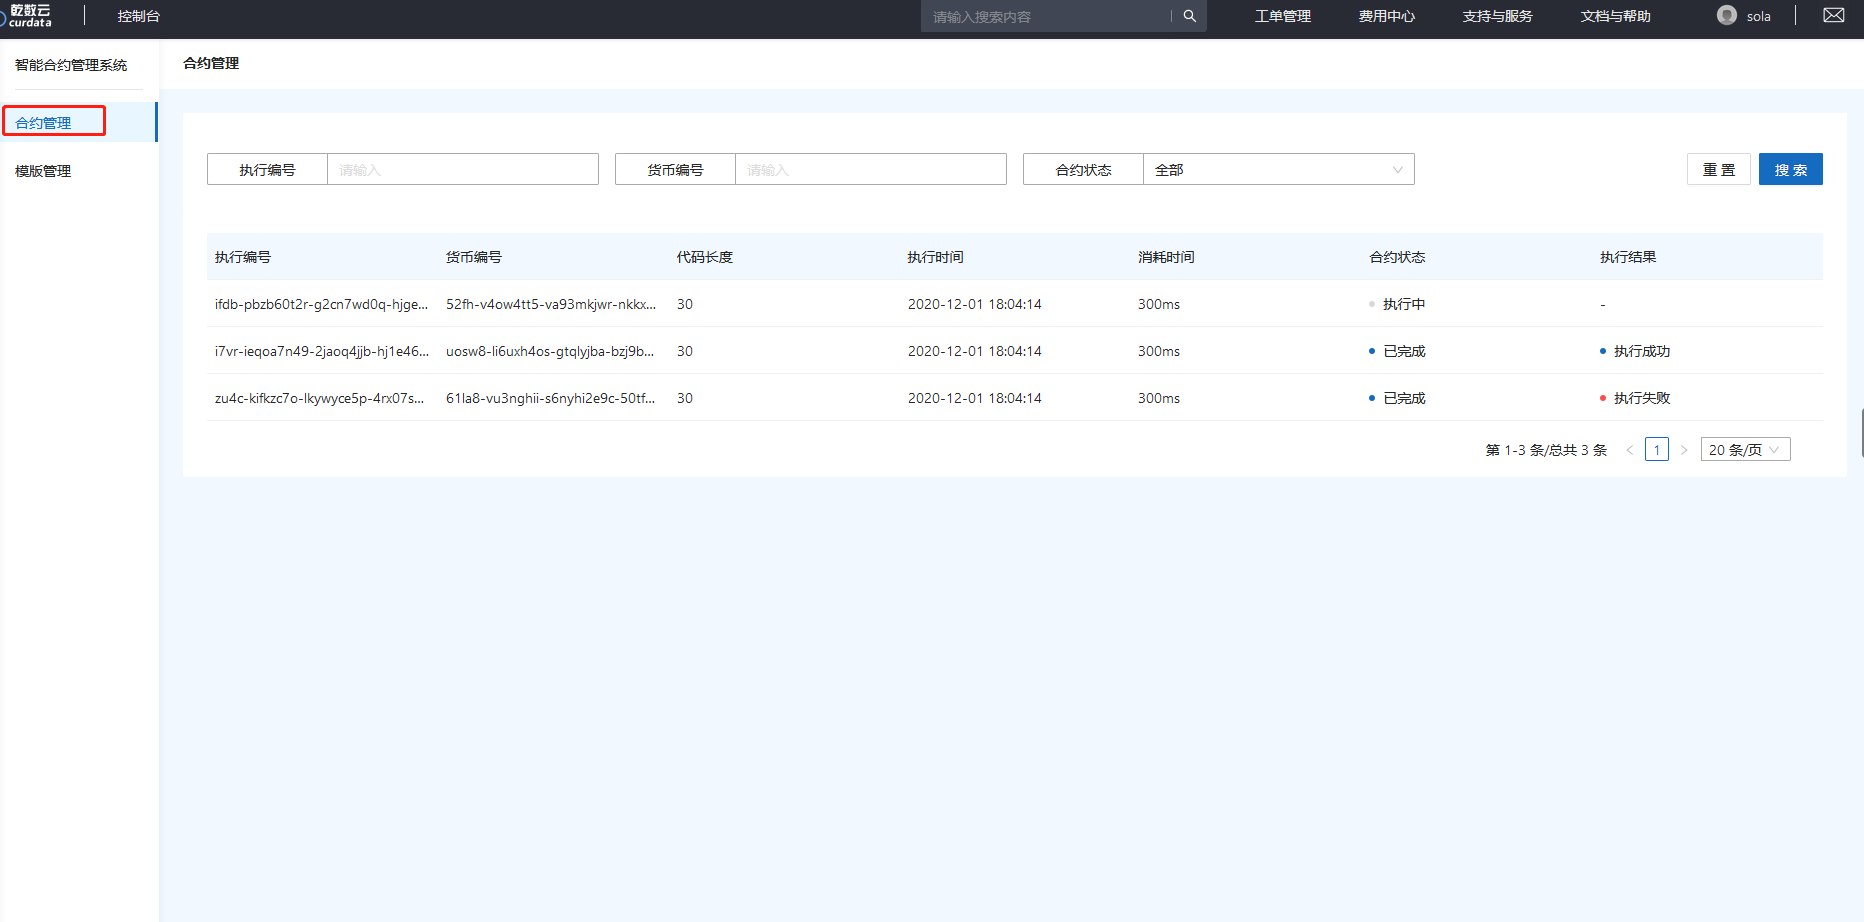 乾数云
curdata
控制台
请输入搜索内容
工单管理
费用中心
支持与服务
文档与帮助
sola
智能合约管理系统
合约管理
模版管理
合约管理
执行编号 请输入 货币编号 请输入 合约状态 全部 重 置 搜 索
执行编号 货币编号 代码长度 执行时间 消耗时间 合约状态 执行结果
ifdb-pbzb60t2r-g2cn7wd0q-hjge... 52fh-v4ow4tt5-va93mkjwr-nkkx... 30 2020-12-01 18:04:14 300ms 执行中 -
i7vr-ieqoa7n49-2jaoq4jjb-hj1e46... uosw8-li6uxh4os-gtqlyjba-bzj9b... 30 2020-12-01 18:04:14 300ms 已完成 执行成功
zu4c-kifkzc7o-lkywyce5p-4rx07s... 61la8-vu3nghii-s6nyhi2e9c-50tf... 30 2020-12-01 18:04:14 300ms 已完成 执行失败
第 1-3 条/总共 3 条 < 1 > 20 条/页